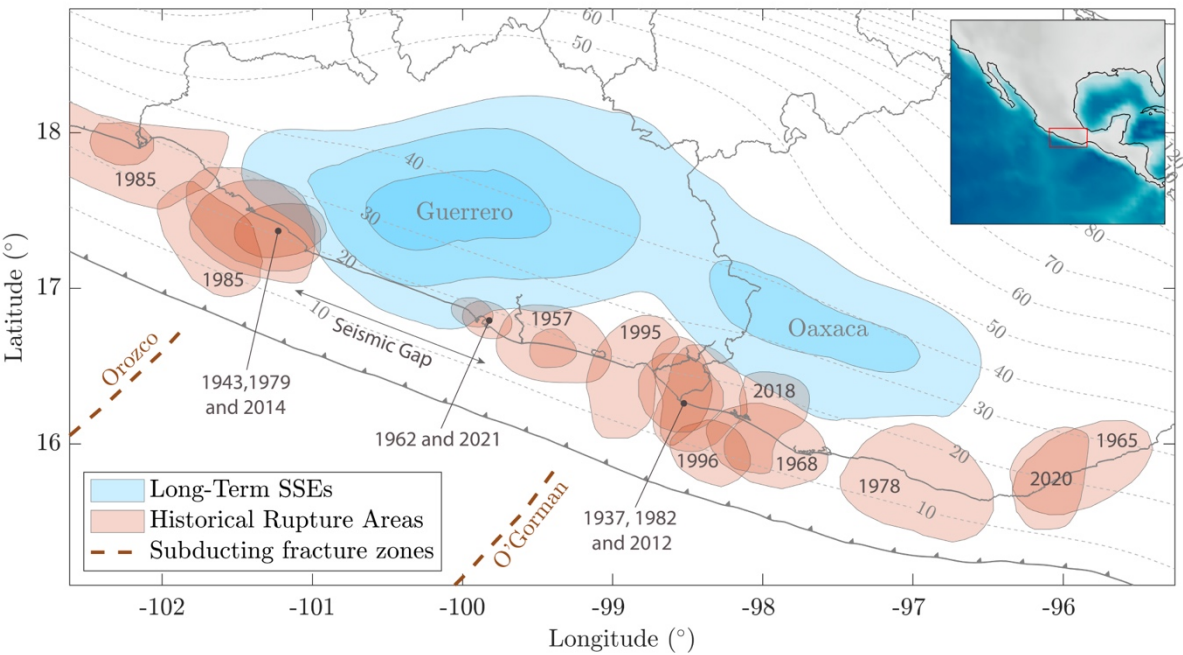 60
50
18
17
16
Latitude (°)
40
30
20
10
Guerrero
Oaxaca
120
80
70
60
50
40
30
20
10
1985
1985
Seismic Gap
1957
1995
2018
1943,1979
and 2014
1962 and 2021
1996
1968
1978
2020
1965
1937, 1982
and 2012
Orozco
O'Gorman
Long-Term SSEs
Historical Rupture Areas
Subducting fracture zones
-102
-101
-100
-99
-98
-97
-96
Longitude (°)